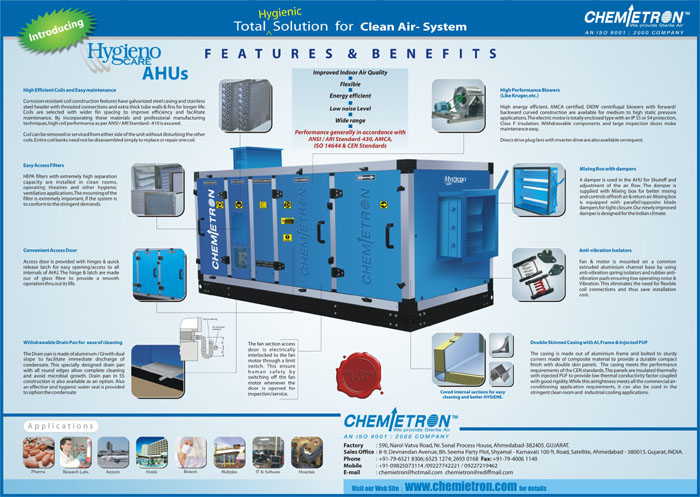 Introducing
Hygienic
Total Solution for Clean Air- System
CHEMIETRON™
We provide Sterile Air
AN ISO 9001 : 2000 COMPANY
Hygieno
CARE
AHUs
FEATURES & BENEFITS
High Efficient Coils and Easy maintenance
Corrosion resistant coil construction features have galvanized steel casing and stainless
steel header with threaded connections and extra thick tube walls & fins for longer life.
Coils are selected with wider fin spacing to improve efficiency and facilitate
maintenance. By incorporating these materials and professional manufacturing
techniques, high coil performance as per ANSI / ARI Standard -410 is assured.
Coil can be removed or serviced from either side of the unit without disturbing the other
coils. Entire coil banks need not be disassembled simply to replace or repair one coil.
Easy Access Filters
HEPA filters with extremely high separation
capacity are installed in clean rooms,
operating theatres and other hygienic
ventilation applications. The mounting of the
filter is extremely important, if the system is
to conform to the stringent demands.
Convenient Access Door
Access door is provided with hinges & quick
release latch for easy opening/access to all
internals of AHU. The hinge & latch are made
out of glass fibre to provide a smooth
operation thru out its life.
Withdrawable Drain Pan for ease of cleaning
The Drain pan is made of aluminum / GI with dual
slope to facilitate immediate discharge of
condensate. This specially designed drain pan
with all round edges allow complete cleaning
and avoid microbial growth. Drain pan in SS
construction is also available as an option. Also
an effective and hygienic water seal is provided
to siphon the condensate
Improved Indoor Air Quality
Flexible
Energy efficient
Low noise Level
Wide range
Performance generally in accordance with
ANSI / ARI Standard-430, AMCA,
ISO 14644 & CEN Standards
CHEMIETRON
CHEMIETRON
CHEMIETRON
Hygieno
The fan section access
door is electrically
interlocked to the fan
motor through a limit
switch. This ensure
human safety by
switching off the fan
motor whenever the
door is opened for
inspection/service.
Coved internal sections for easy
cleaning and better HYGIENE.
High Performance Blowers
(Like Kruger, etc.)
High energy efficient, AMCA certified, DIDW centrifugal blowers with forward/
backward curved construction are available for medium to high static pressure
applications. The electric motor is totally enclosed type with an IP 55 or 54 protection,
Class F insulation. Withdrawable components and large inspection doors make
maintenance easy.
Direct drive plug fans with inverter drive are also available on request.
Mixing Box with dampers
A damper is used in the AHU for Shutoff and
adjustment of the air flow. The damper is
supplied with Mixing box for better mixing
and controls of fresh air & return air. Mixing box
is equipped with parallel/opposite blade
dampers for tight closure. Our newly improved
damper is designed for the Indian climate.
Anti-vibration isolators
Fan & motor is mounted on a common
extruded aluminium channel base by using
anti-vibration spring isolators and rubber anti-
vibration pads ensuring low operating noise &
Vibration. This eliminates the need for flexible
coil connections and thus save installation
cost.
Double Skinned Casing with AL Frame & injected PUF
The casing is made out of aluminium frame and bolted to sturdy
corners made of composite material to provide a durable compact
finish with double skin panels. The casing meets the performance
requirements of the CEN standards. The panels are insulated thermally
with injected PUF to provide low thermal conductivity factor coupled
with good rigidity. While this airtightness meets all the commercial air-
conditioning application requirements, it can also be used in the
stringent clean room and industrial cooling applications.
Applications
Pharma
Research Labs
Airports
Hotels
Biotech
Multiplex
IT & Software
Hospitals
CHEMIETRON™
We provide Sterile Air
AN ISO 9001 : 2000 COMPANY
Factory : 590, Narol-Vatva Road, Nr. Sonal Process House, Ahmedabad-382405. GUJARAT.
Sales Office : 8-9, Devnandan Avenue, Bh. Seema Party Plot, Shyamal - Karnavati 100 ft. Road, Satellite, Ahmedabad - 380015. Gujarat, INDIA.
Phone : +91-79-6521 8306; 6525 1274; 2693 0168 Fax: +91-79-4006 1140
Mobile : +91-09825073114 /09227742221 / 09227219462
E-mail : chemietron@hotmail.com chemietron@rediffmail.com
Visit our Web Site : www.chemietron.com for details